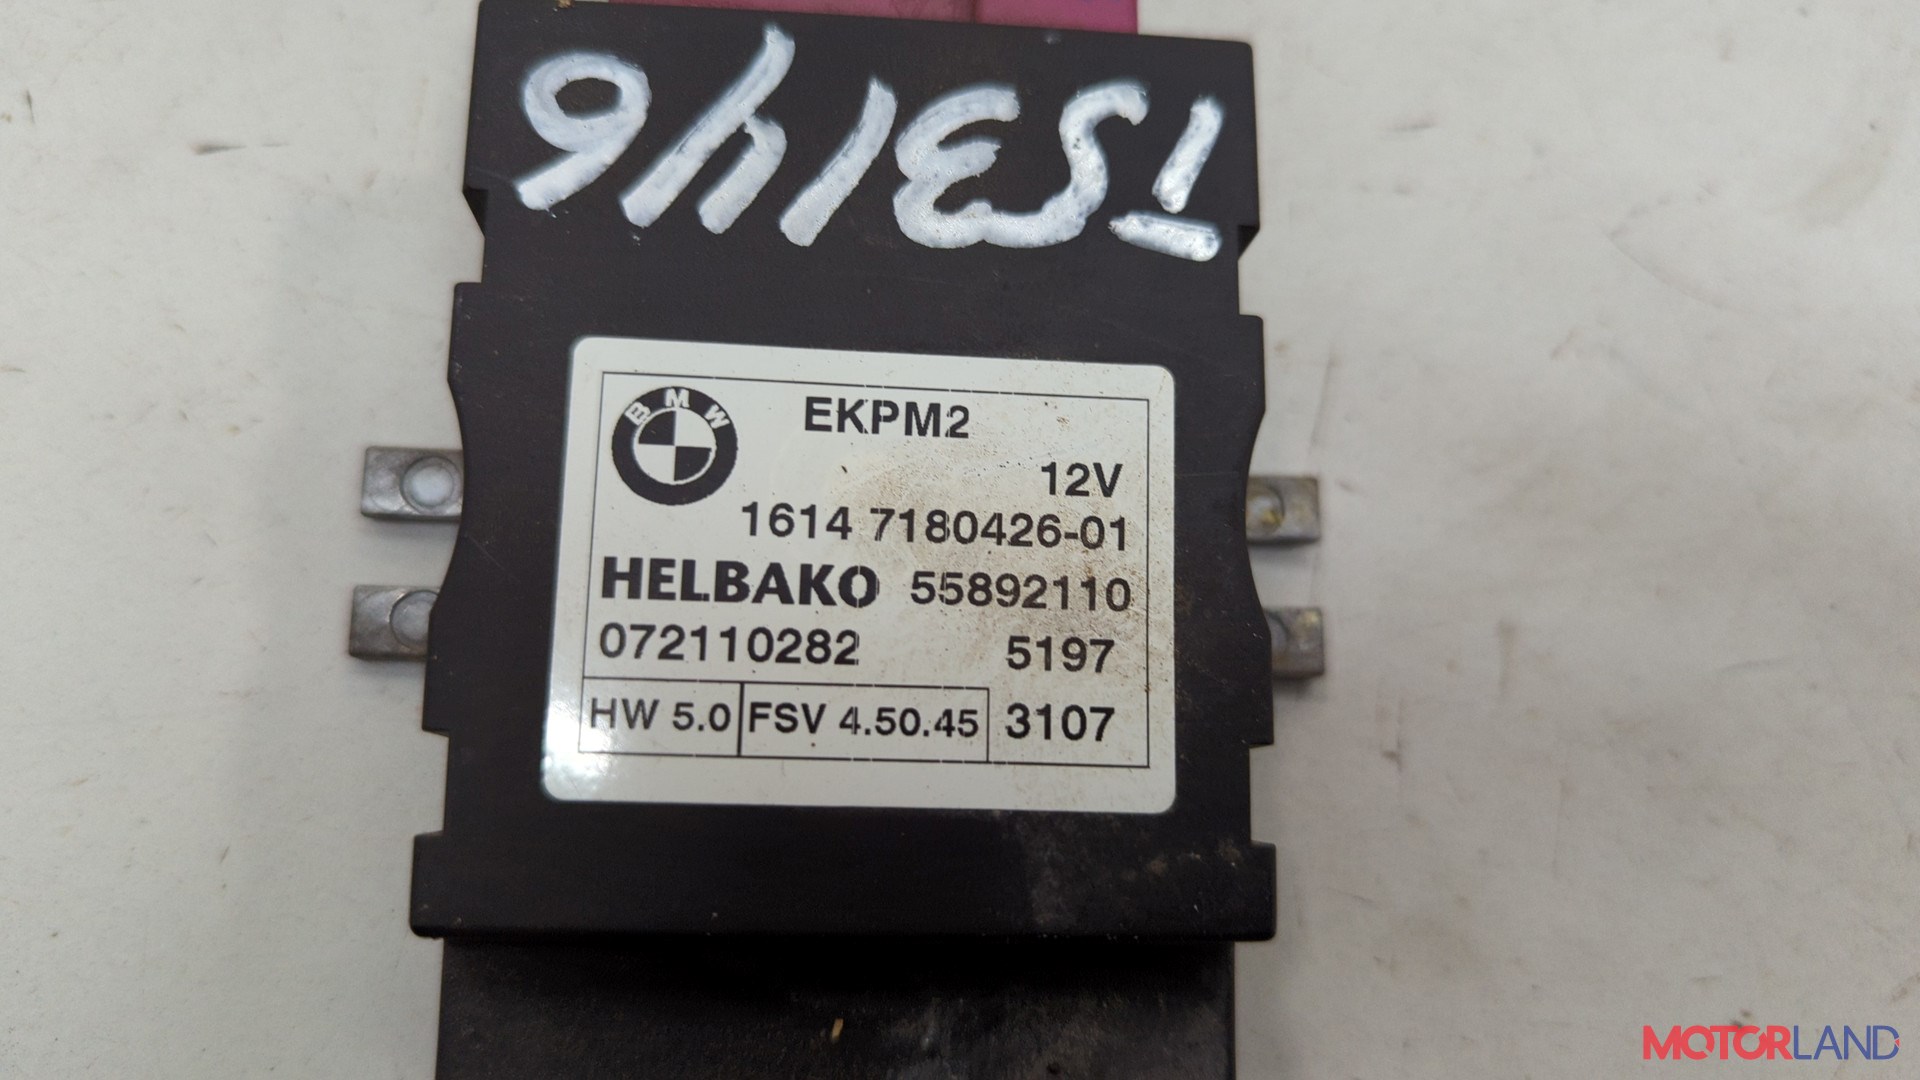 T53146
BMW
EKPM2
12V
1614 7180426-01
HELBAKO 55892110
072110282 5197
HW 5.0 FSV 4.50.45 3107
MOTORLAND